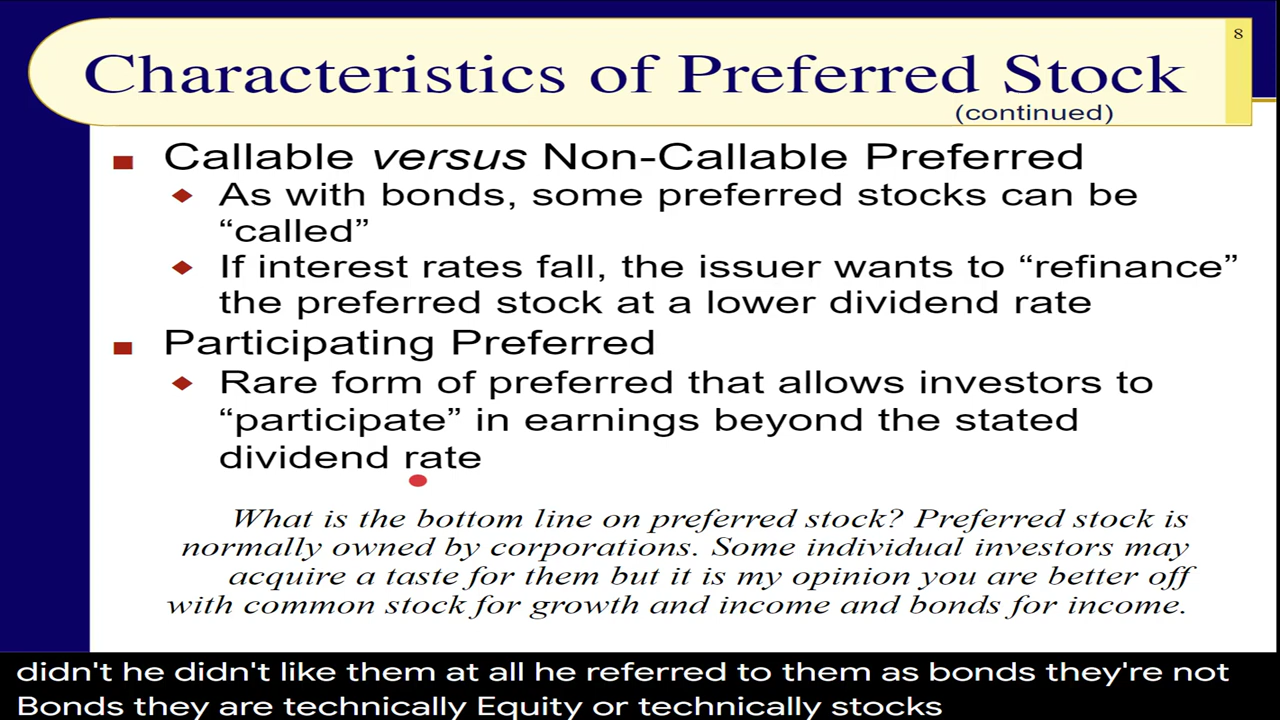 8
Characteristics of Preferred Stock
(continued)
Callable versus Non-Callable Preferred
As with bonds, some preferred stocks can be
“called”
If interest rates fall, the issuer wants to “refinance”
the preferred stock at a lower dividend rate
Participating Preferred
Rare form of preferred that allows investors to
“participate” in earnings beyond the stated
dividend rate
What is the bottom line on preferred stock? Preferred stock is
normally owned by corporations. Some individual investors may
acquire a taste for them but it is my opinion you are better off
with common stock for growth and income and bonds for income.
didn't he didn't like them at all he referred to them as bonds they're not
Bonds they are technically Equity or technically stocks